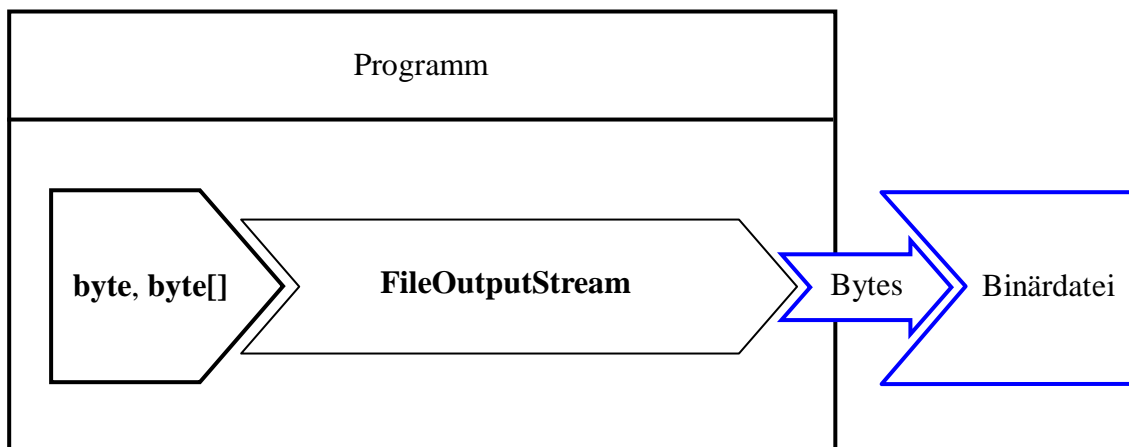 Programm
byte, byte[]
FileOutputStream
Bytes
Binärdatei